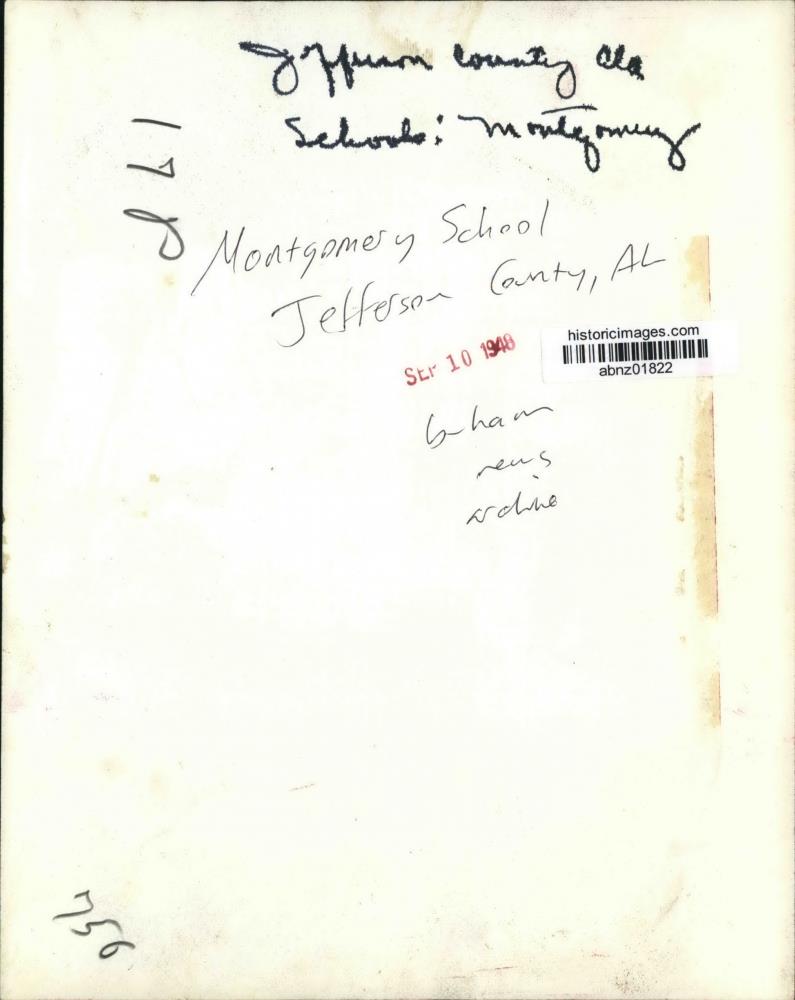 Jefferson County Ala
Schools: Montgomery
Montgomery School
Jefferson County, AL
SEP 10 1948
historicimages.com
abnz01822
b-ham
news
archive
756